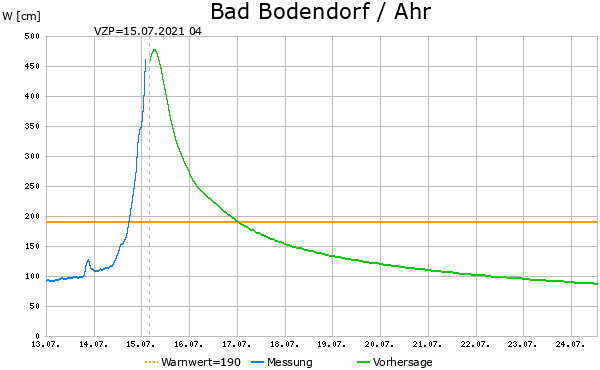 Bad Bodendorf / Ahr
W [cm]
VZP=15.07.2021 04
500
450
400
350
300
250
200
150
100
50
0
13.07. 14.07. 15.07. 16.07. 17.07. 18.07. 19.07. 20.07. 21.07. 22.07. 23.07. 24.07.
Warnwert=190 Messung Vorhersage